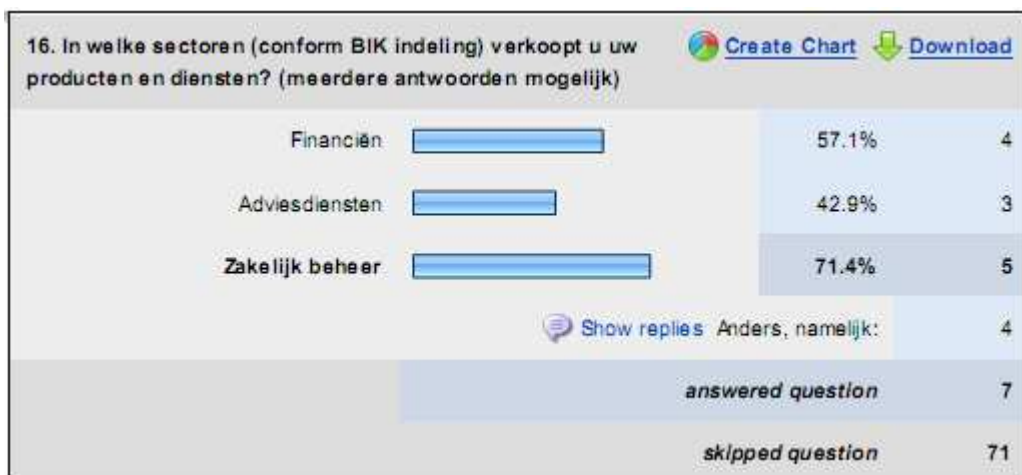 16. In welke sectoren (conform BIK indeling) verkoopt u uw Create Chart Download
producten en diensten? (meerdere antwoorden mogelijk)
Financiën 57.1% 4
Adviesdiensten 42.9% 3
Zakelijk beheer 71.4% 5
Show replies Anders, namelijk: 4
answered question 7
skipped question 71